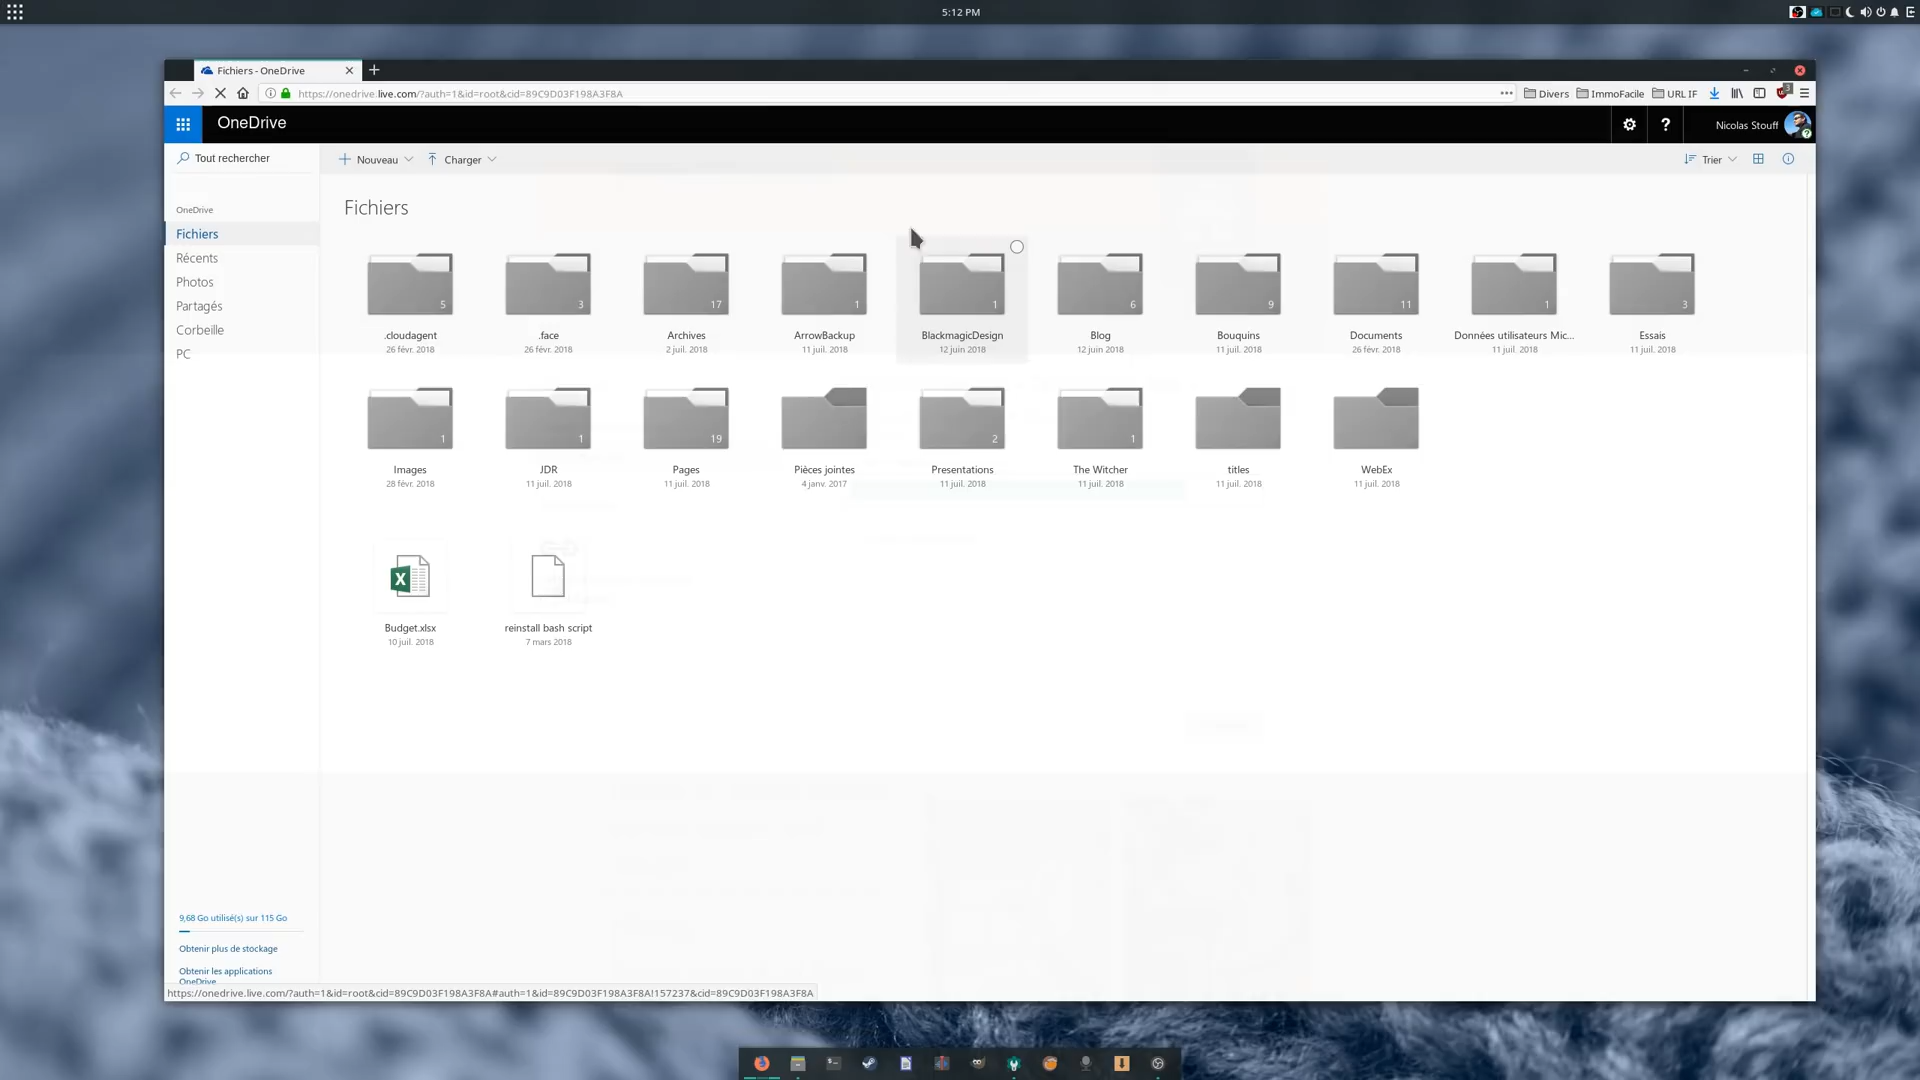 5:12 PM
Fichiers - OneDrive
https://onedrive.live.com/?auth=1&id=root&cid=89C9D03F198A3F8A
Divers
ImmoFacile
URL IF
3
OneDrive
Nicolas Stouff
Tout rechercher
Nouveau
Charger
Trier
OneDrive
Fichiers
Récents
Photos
Partagés
Corbeille
PC
Fichiers
5
3
17
1
1
6
9
11
1
3
.cloudagent
.face
Archives
ArrowBackup
BlackmagicDesign
Blog
Bouquins
Documents
Données utilisateurs Mic...
Essais
26 févr. 2018
26 févr. 2018
2 juil. 2018
11 juil. 2018
12 juin 2018
12 juin 2018
11 juil. 2018
26 févr. 2018
11 juil. 2018
11 juil. 2018
1
1
19
2
1
Images
JDR
Pages
Pièces jointes
Presentations
The Witcher
titles
WebEx
28 févr. 2018
11 juil. 2018
11 juil. 2018
4 janv. 2017
11 juil. 2018
11 juil. 2018
11 juil. 2018
11 juil. 2018
Budget.xlsx
reinstall bash script
10 juil. 2018
7 mars 2018
9,68 Go utilisé(s) sur 115 Go
Obtenir plus de stockage
Obtenir les applications
OneDrive
https://onedrive.live.com/?auth=1&id=root&cid=89C9D03F198A3F8A#auth=1&id=89C9D03F198A3F8A!157237&cid=89C9D03F198A3F8A